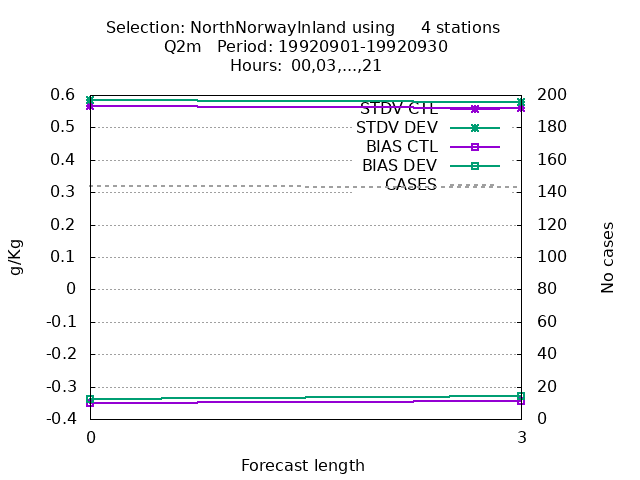 Selection: NorthNorwayInland using     4 stations
Q2m   Period: 19920901-19920930
Hours:  00,03,...,21
0.6
0.5
0.4
0.3
0.2
0.1
0
-0.1
-0.2
-0.3
-0.4
g/Kg
STDV CTL
STDV DEV
BIAS CTL
BIAS DEV
CASES
200
180
160
140
120
100
80
60
40
20
0
No cases
0
3
Forecast length